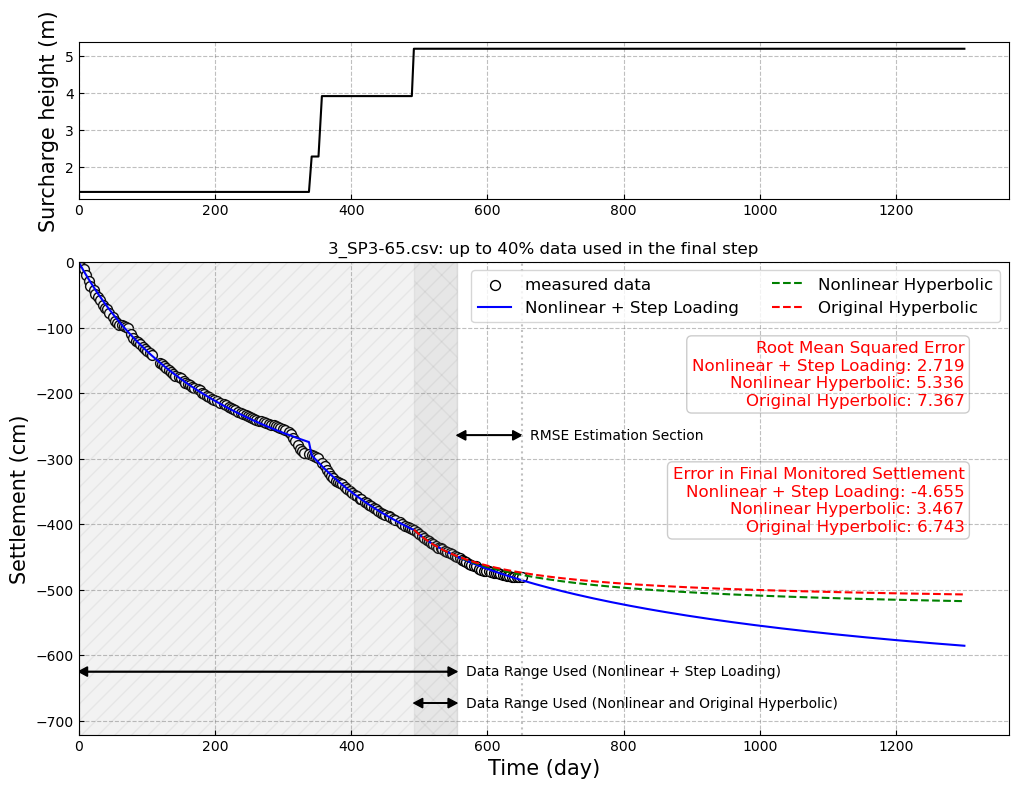 Surcharge height (m)
5
4
3
2
0
200
400
600
800
1000
1200
3_SP3-65.csv: up to 40% data used in the final step
Settlement (cm)
0
−100
−200
−300
−400
−500
−600
−700
measured data
Nonlinear + Step Loading
Nonlinear Hyperbolic
Original Hyperbolic
Root Mean Squared Error
Nonlinear + Step Loading: 2.719
Nonlinear Hyperbolic: 5.336
Original Hyperbolic: 7.367
RMSE Estimation Section
Error in Final Monitored Settlement
Nonlinear + Step Loading: -4.655
Nonlinear Hyperbolic: 3.467
Original Hyperbolic: 6.743
Data Range Used (Nonlinear + Step Loading)
Data Range Used (Nonlinear and Original Hyperbolic)
0
200
400
600
800
1000
1200
Time (day)